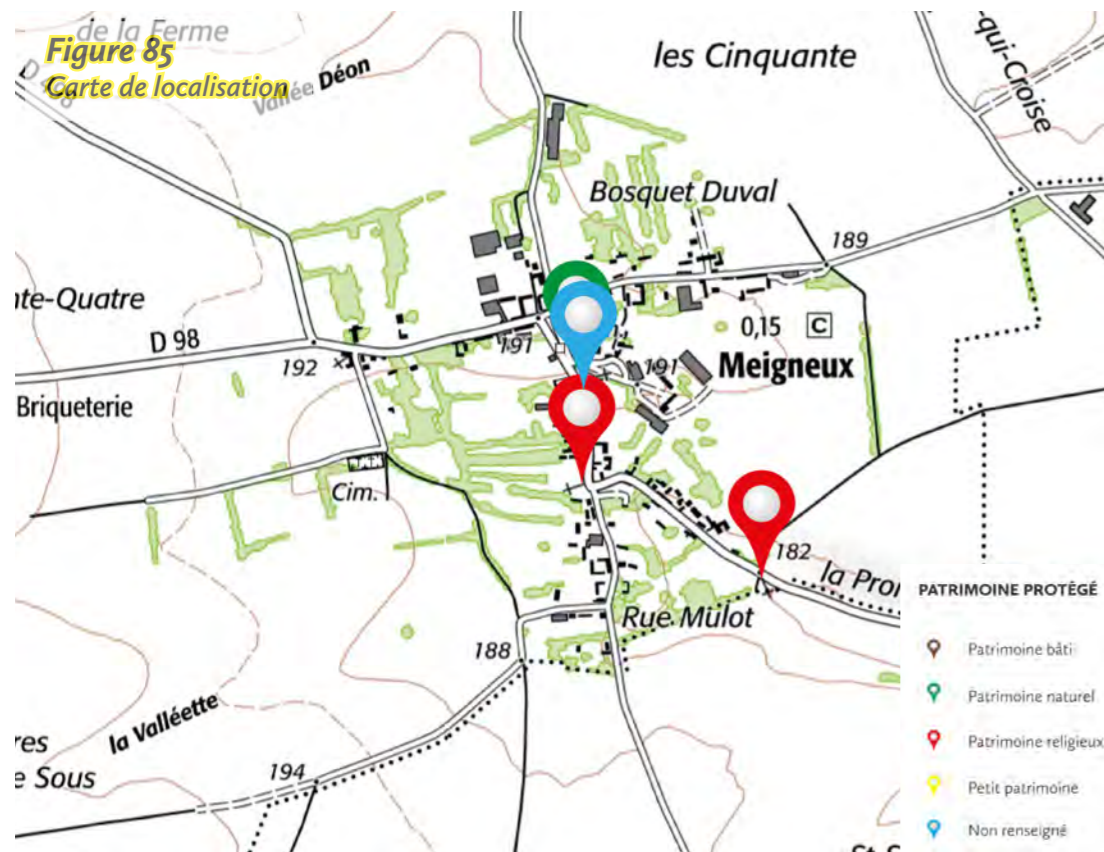 de la Ferme
Figure 85
Carte de localisation
Vallée Déon
les Cinquante
-qui-Croise
Bosquet Duval
189
nte-Quatre
D 98
191
0,15 C
192
191
Meigneux
Briqueterie
Cim.
182
la Pro
Rue Mulot
188
la Valléette
res
e Sous
194
PATRIMOINE PROTÉGÉ
Patrimoine bâti
Patrimoine naturel
Patrimoine religieux
Petit patrimoine
Non renseigné